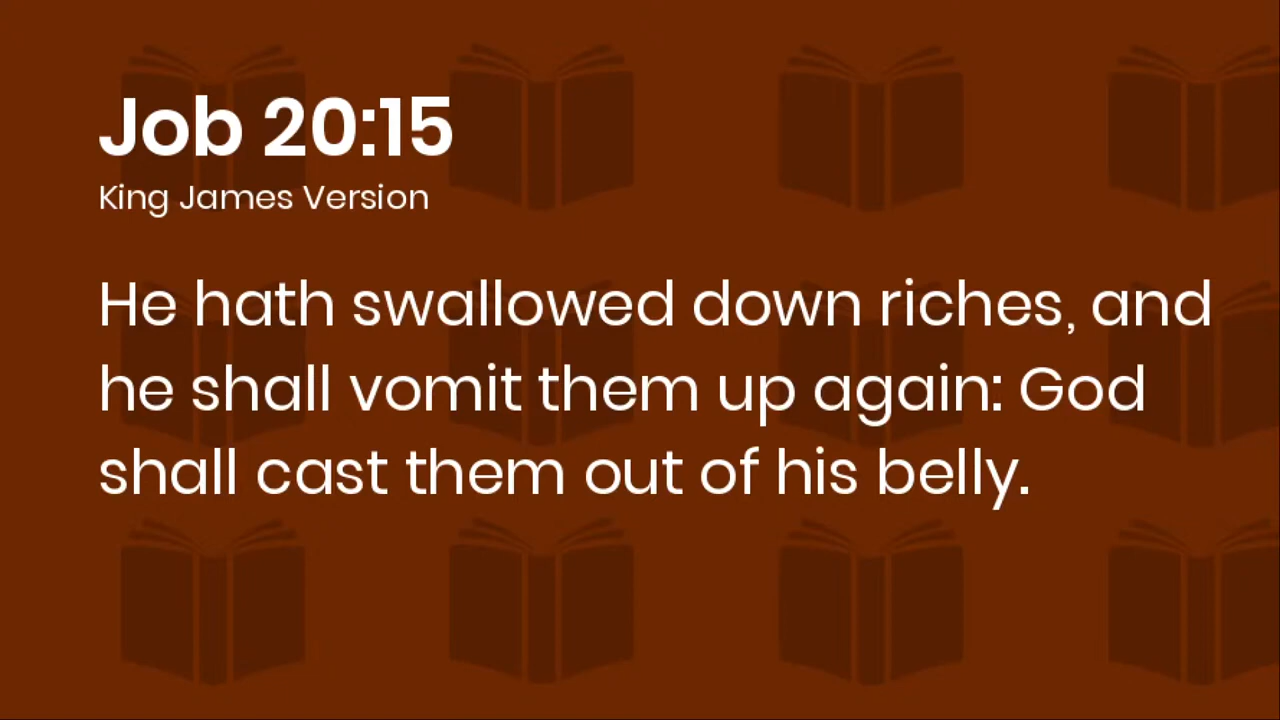 Job 20:15
King James Version
He hath swallowed down riches, and
he shall vomit them up again: God
shall cast them out of his belly.